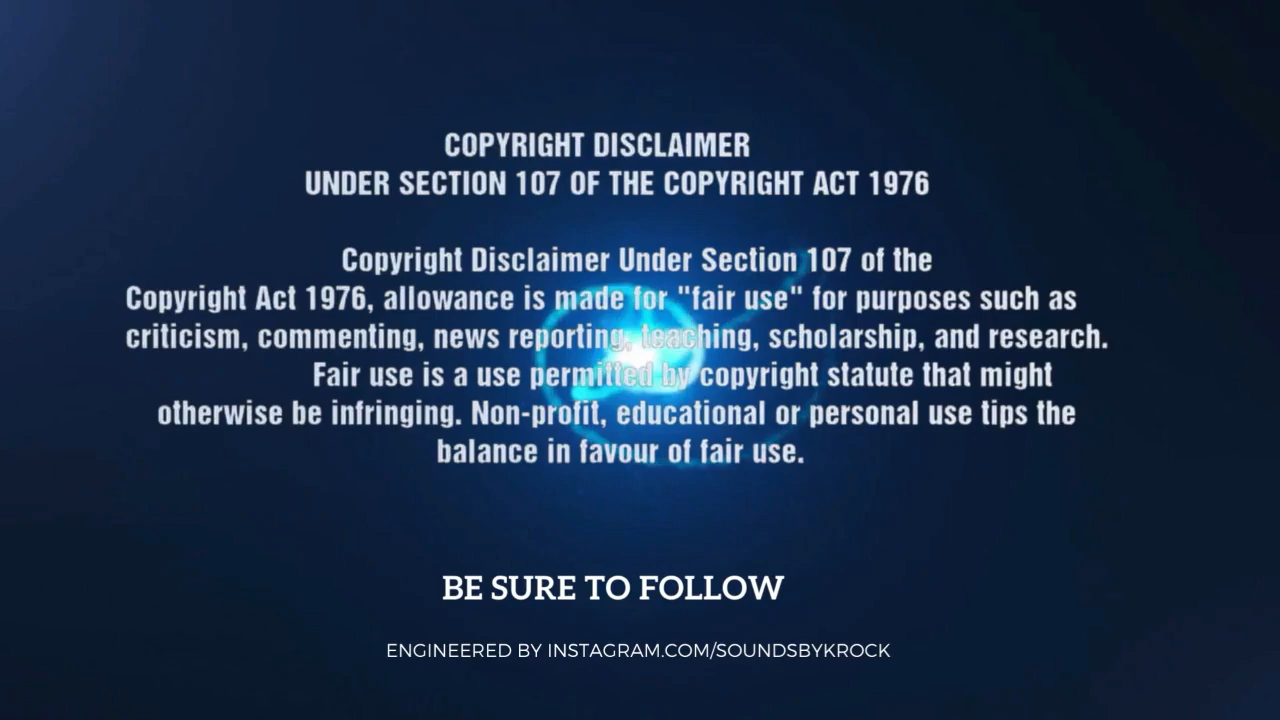 COPYRIGHT DISCLAIMER
UNDER SECTION 107 OF THE COPYRIGHT ACT 1976
Copyright Disclaimer Under Section 107 of the
Copyright Act 1976, allowance is made for "fair use" for purposes such as
criticism, commenting, news reporting, teaching, scholarship, and research.
Fair use is a use permitted by copyright statute that might
otherwise be infringing. Non-profit, educational or personal use tips the
balance in favour of fair use.
BE SURE TO FOLLOW
ENGINEERED BY INSTAGRAM.COM/SOUNDSBYKROCK